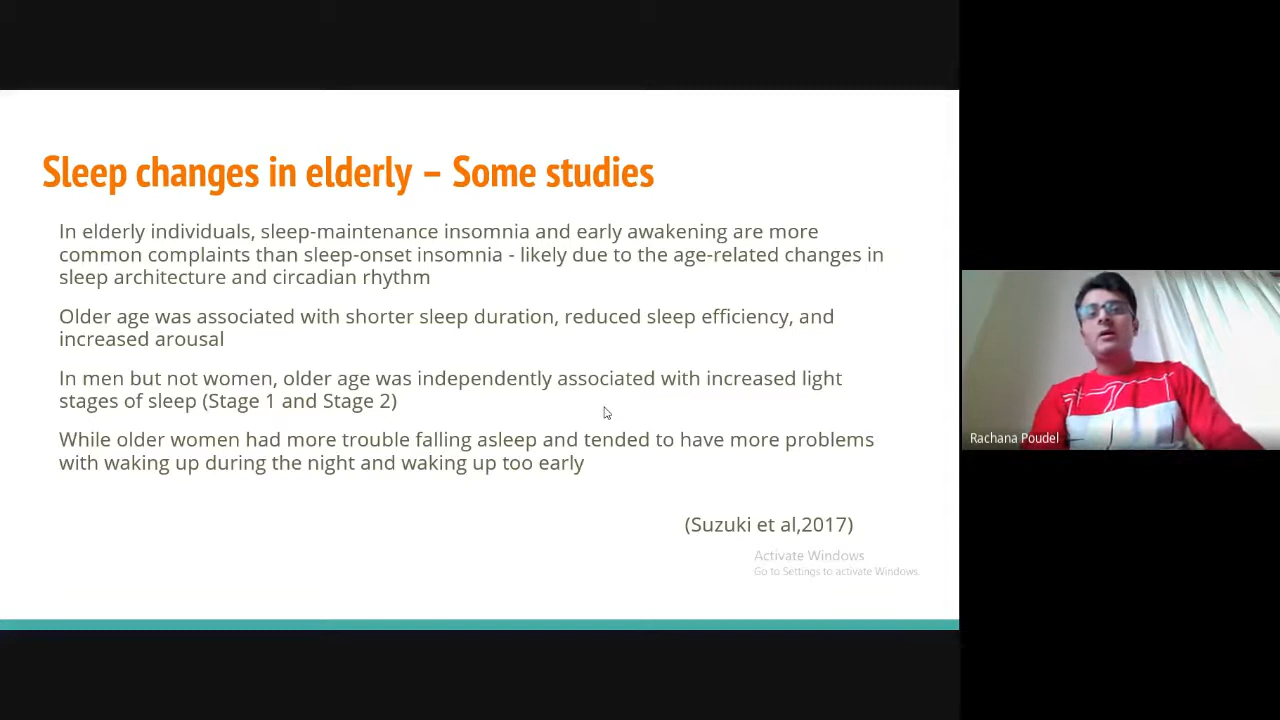 Sleep changes in elderly – Some studies
In elderly individuals, sleep-maintenance insomnia and early awakening are more
common complaints than sleep-onset insomnia - likely due to the age-related changes in
sleep architecture and circadian rhythm
Older age was associated with shorter sleep duration, reduced sleep efficiency, and
increased arousal
In men but not women, older age was independently associated with increased light
stages of sleep (Stage 1 and Stage 2)
While older women had more trouble falling asleep and tended to have more problems
with waking up during the night and waking up too early
(Suzuki et al,2017)
Activate Windows
Go to Settings to activate Windows.
Rachana Poudel